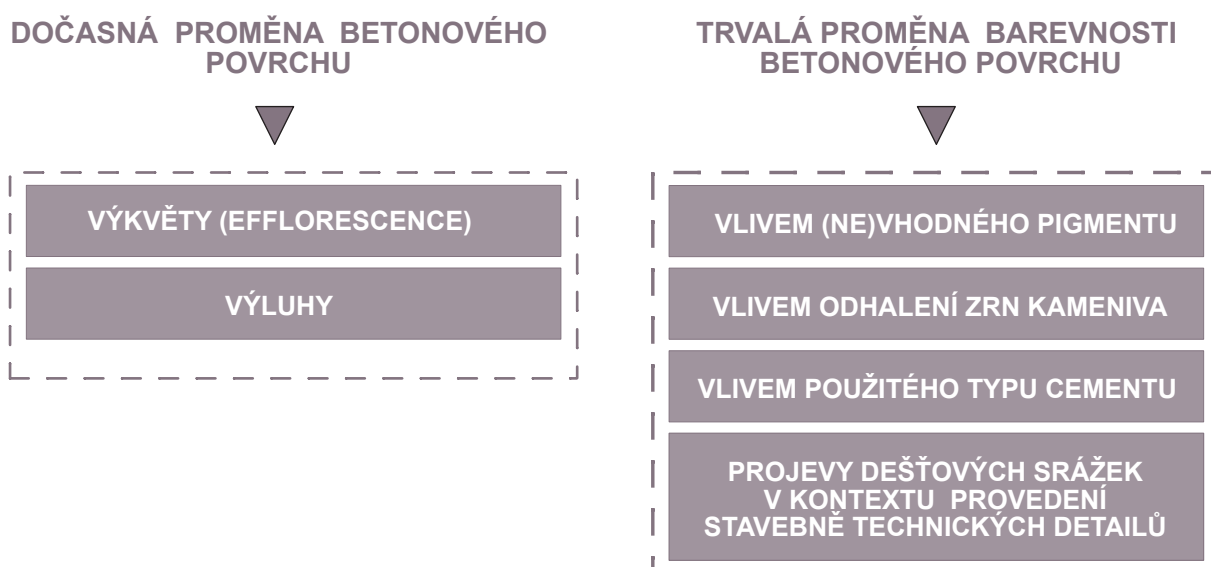 DOČASNÁ PROMĚNA BETONOVÉHO
POVRCHU
VÝKVĚTY (EFFLORESCENCE)
VÝLUHY
TRVALÁ PROMĚNA BAREVNOSTI
BETONOVÉHO POVRCHU
VLIVEM (NE)VHODNÉHO PIGMENTU
VLIVEM ODHALENÍ ZRN KAMENIVA
VLIVEM POUŽITÉHO TYPU CEMENTU
PROJEVY DEŠŤOVÝCH SRÁŽEK
V KONTEXTU PROVEDENÍ
STAVEBNĚ TECHNICKÝCH DETAILŮ